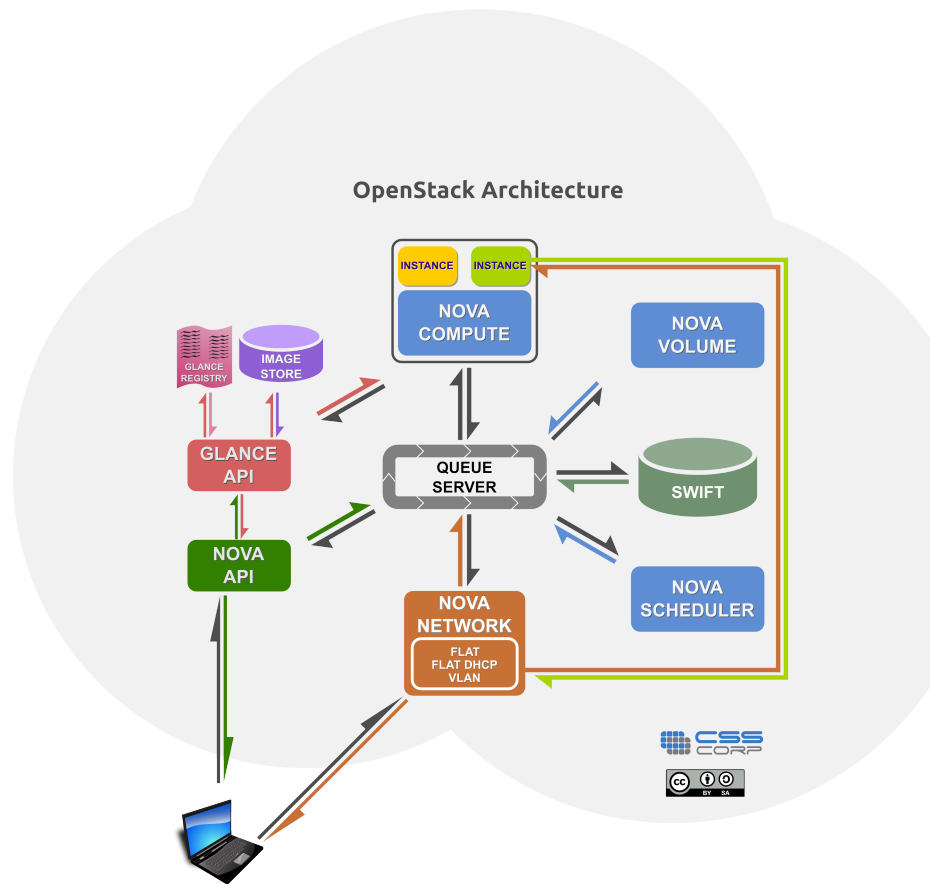 OpenStack Architecture
INSTANCE
INSTANCE
NOVA
COMPUTE
NOVA
VOLUME
GLANCE
REGISTRY
IMAGE
STORE
GLANCE
API
QUEUE
SERVER
SWIFT
NOVA
API
NOVA
SCHEDULER
NOVA
NETWORK
FLAT
FLAT DHCP
VLAN
CSS
CORP
cc
BY SA